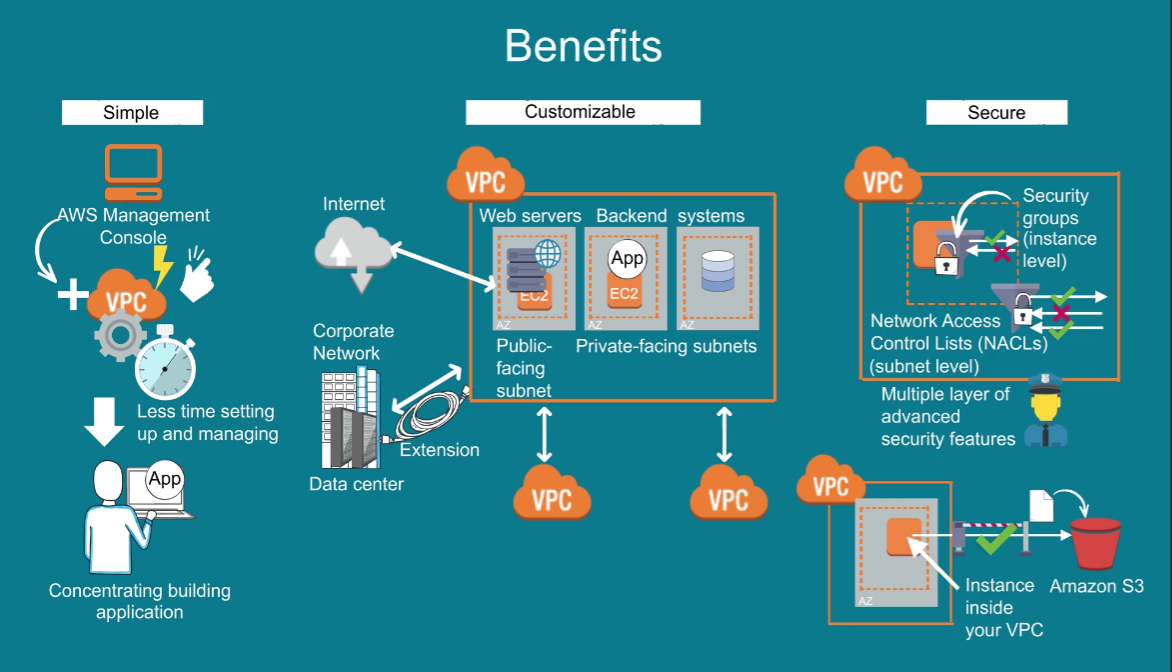 Benefits
Simple
AWS Management
Console
VPC
Less time setting
up and managing
App
Concentrating building
application
Customizable
VPC
Internet
Web servers
Backend systems
EC2
AZ
App
EC2
AZ
AZ
Public-
facing
subnet
Private-facing subnets
Corporate
Network
Extension
Data center
VPC
VPC
Secure
VPC
Security
groups
(instance
level)
Network Access
Control Lists (NACLs)
(subnet level)
Multiple layer of
advanced
security features
VPC
AZ
Instance
inside
your VPC
Amazon S3